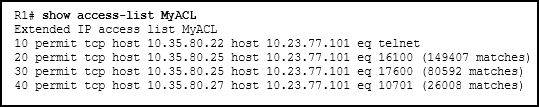 R1# show access-list MyACL
Extended IP access list MyACL
10 permit tcp host 10.35.80.22 host 10.23.77.101 eq telnet
20 permit tcp host 10.35.80.25 host 10.23.77.101 eq 16100 (149407 matches)
30 permit tcp host 10.35.80.25 host 10.23.77.101 eq 17600 (80592 matches)
40 permit tcp host 10.35.80.27 host 10.23.77.101 eq 10701 (26008 matches)